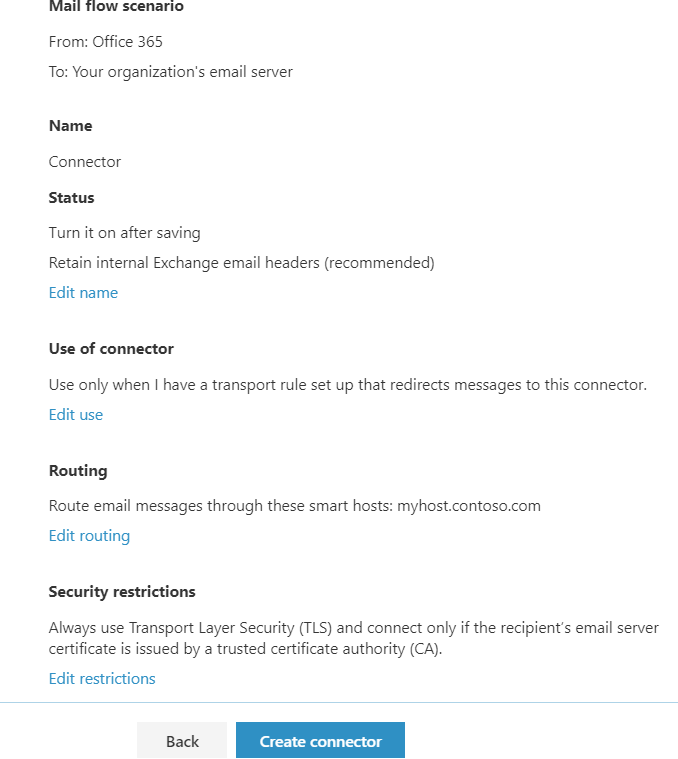 Mail flow scenario
From: Office 365
To: Your organization's email server
Name
Connector
Status
Turn it on after saving
Retain internal Exchange email headers (recommended)
Edit name
Use of connector
Use only when I have a transport rule set up that redirects messages to this connector.
Edit use
Routing
Route email messages through these smart hosts: myhost.contoso.com
Edit routing
Security restrictions
Always use Transport Layer Security (TLS) and connect only if the recipient’s email server
certificate is issued by a trusted certificate authority (CA).
Edit restrictions
Back
Create connector